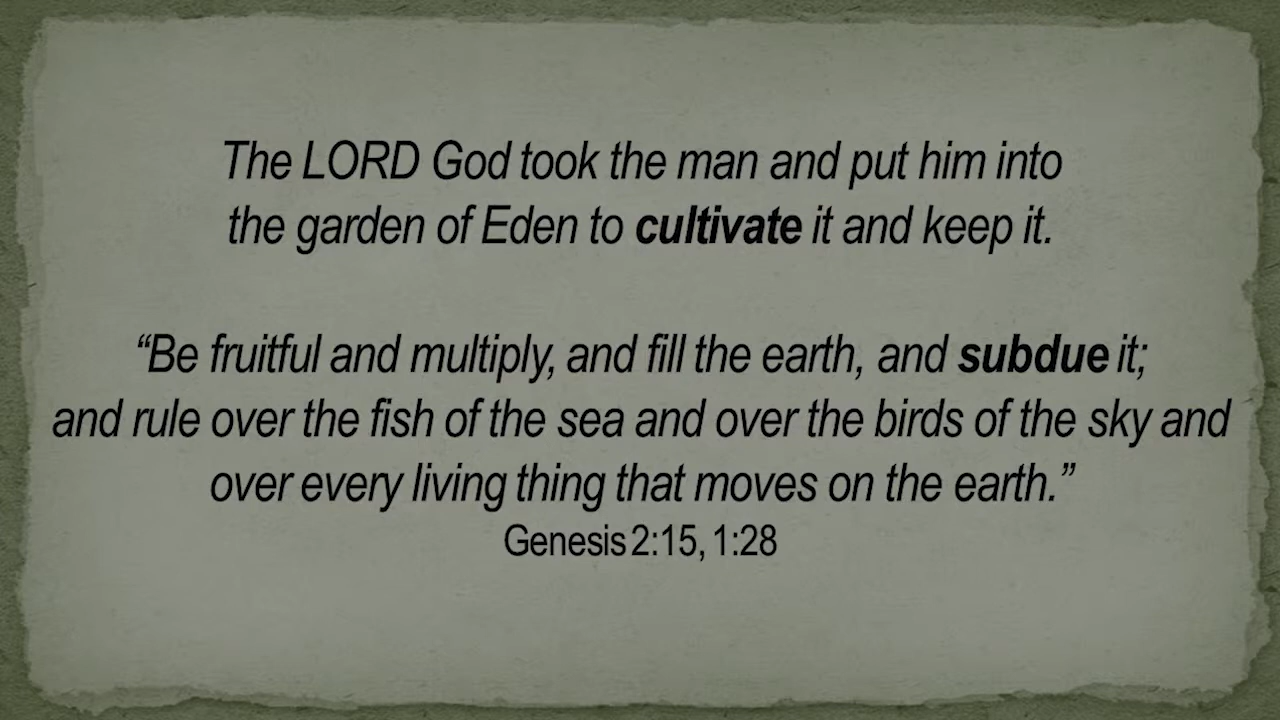 The LORD God took the man and put him into
the garden of Eden to cultivate it and keep it.
“Be fruitful and multiply, and fill the earth, and subdue it;
and rule over the fish of the sea and over the birds of the sky and
over every living thing that moves on the earth.”
Genesis 2:15, 1:28